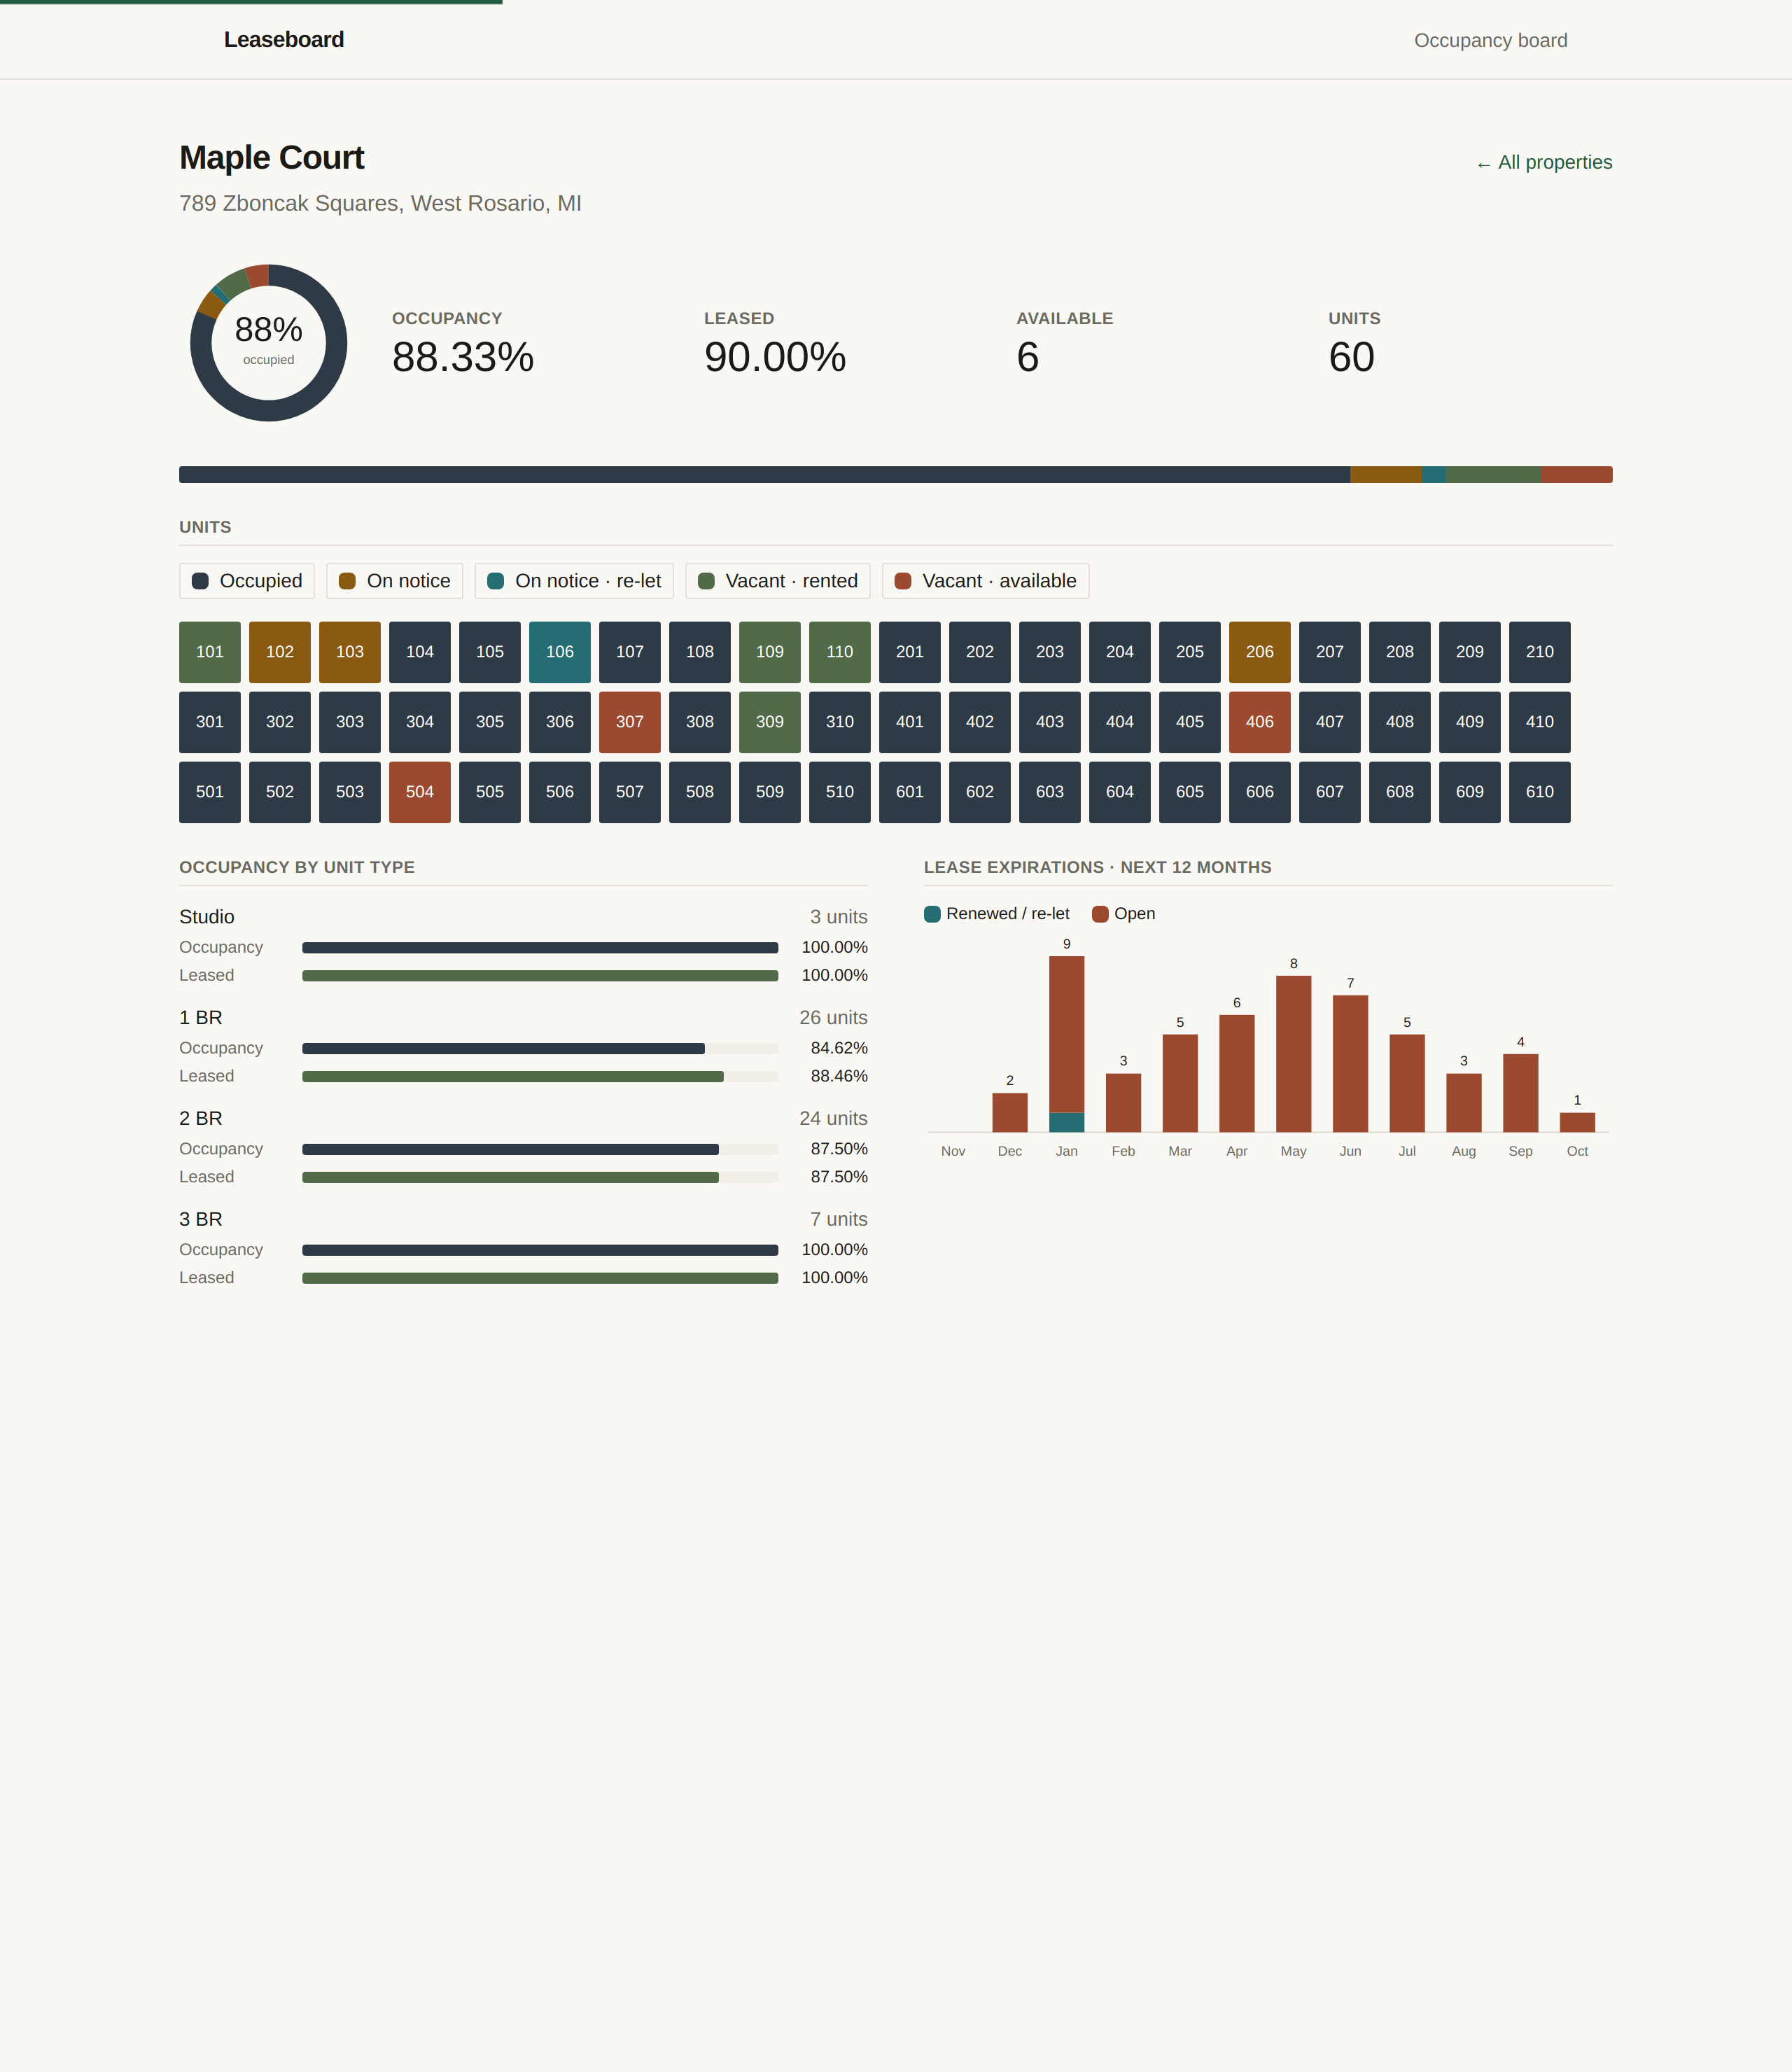 Leaseboard
Occupancy board
Maple Court
← All properties
789 Zboncak Squares, West Rosario, MI
88%
occupied
OCCUPANCY
88.33%
LEASED
90.00%
AVAILABLE
6
UNITS
60
UNITS
Occupied
On notice
On notice · re-let
Vacant · rented
Vacant · available
101 102 103 104 105 106 107 108 109 110 201 202 203 204 205 206 207 208 209 210
301 302 303 304 305 306 307 308 309 310 401 402 403 404 405 406 407 408 409 410
501 502 503 504 505 506 507 508 509 510 601 602 603 604 605 606 607 608 609 610
OCCUPANCY BY UNIT TYPE
Studio 3 units
Occupancy 100.00%
Leased 100.00%
1 BR 26 units
Occupancy 84.62%
Leased 88.46%
2 BR 24 units
Occupancy 87.50%
Leased 87.50%
3 BR 7 units
Occupancy 100.00%
Leased 100.00%
LEASE EXPIRATIONS · NEXT 12 MONTHS
Renewed / re-let
Open
2 9 3 5 6 8 7 5 3 4 1
Nov Dec Jan Feb Mar Apr May Jun Jul Aug Sep Oct